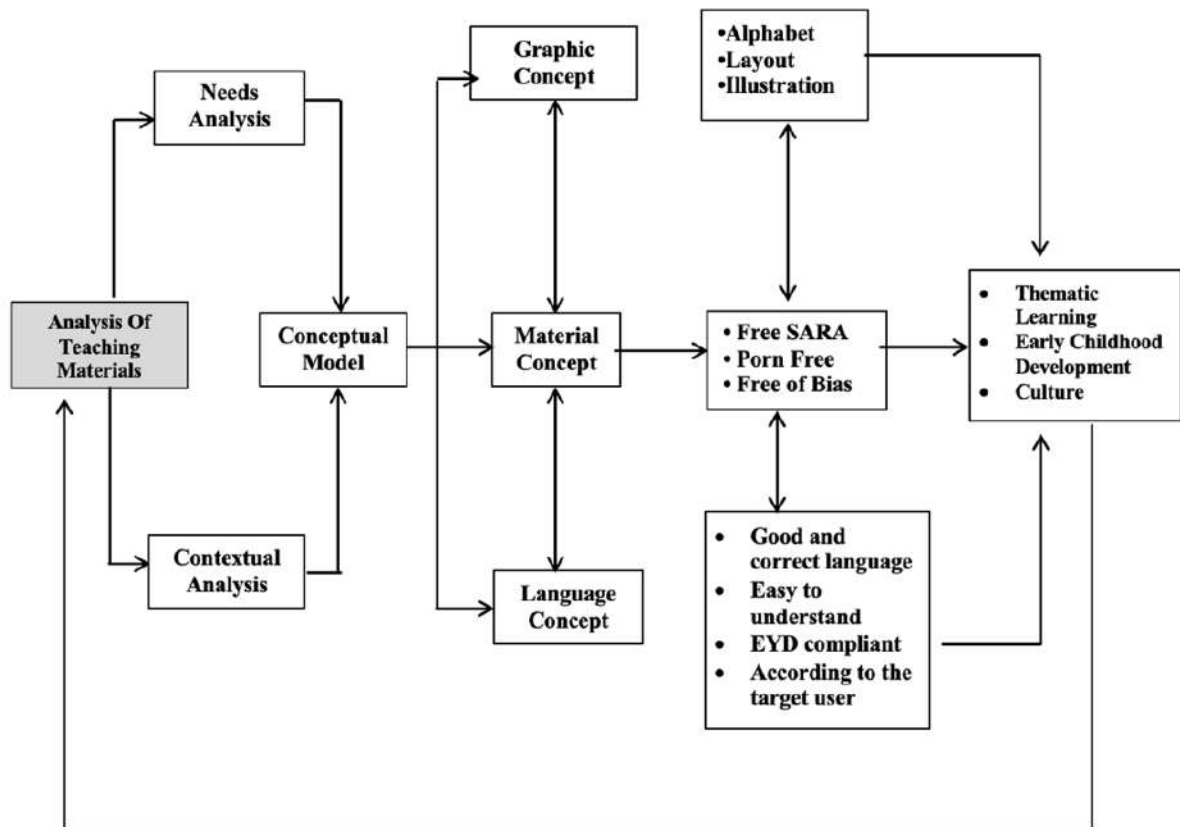 Analysis Of
Teaching
Materials
Needs
Analysis
Contextual
Analysis
Conceptual
Model
Graphic
Concept
Material
Concept
Language
Concept
•Alphabet
•Layout
•Illustration
• Free SARA
• Porn Free
• Free of Bias
• Good and
correct language
• Easy to
understand
• EYD compliant
• According to the
target user
• Thematic
Learning
• Early Childhood
Development
• Culture